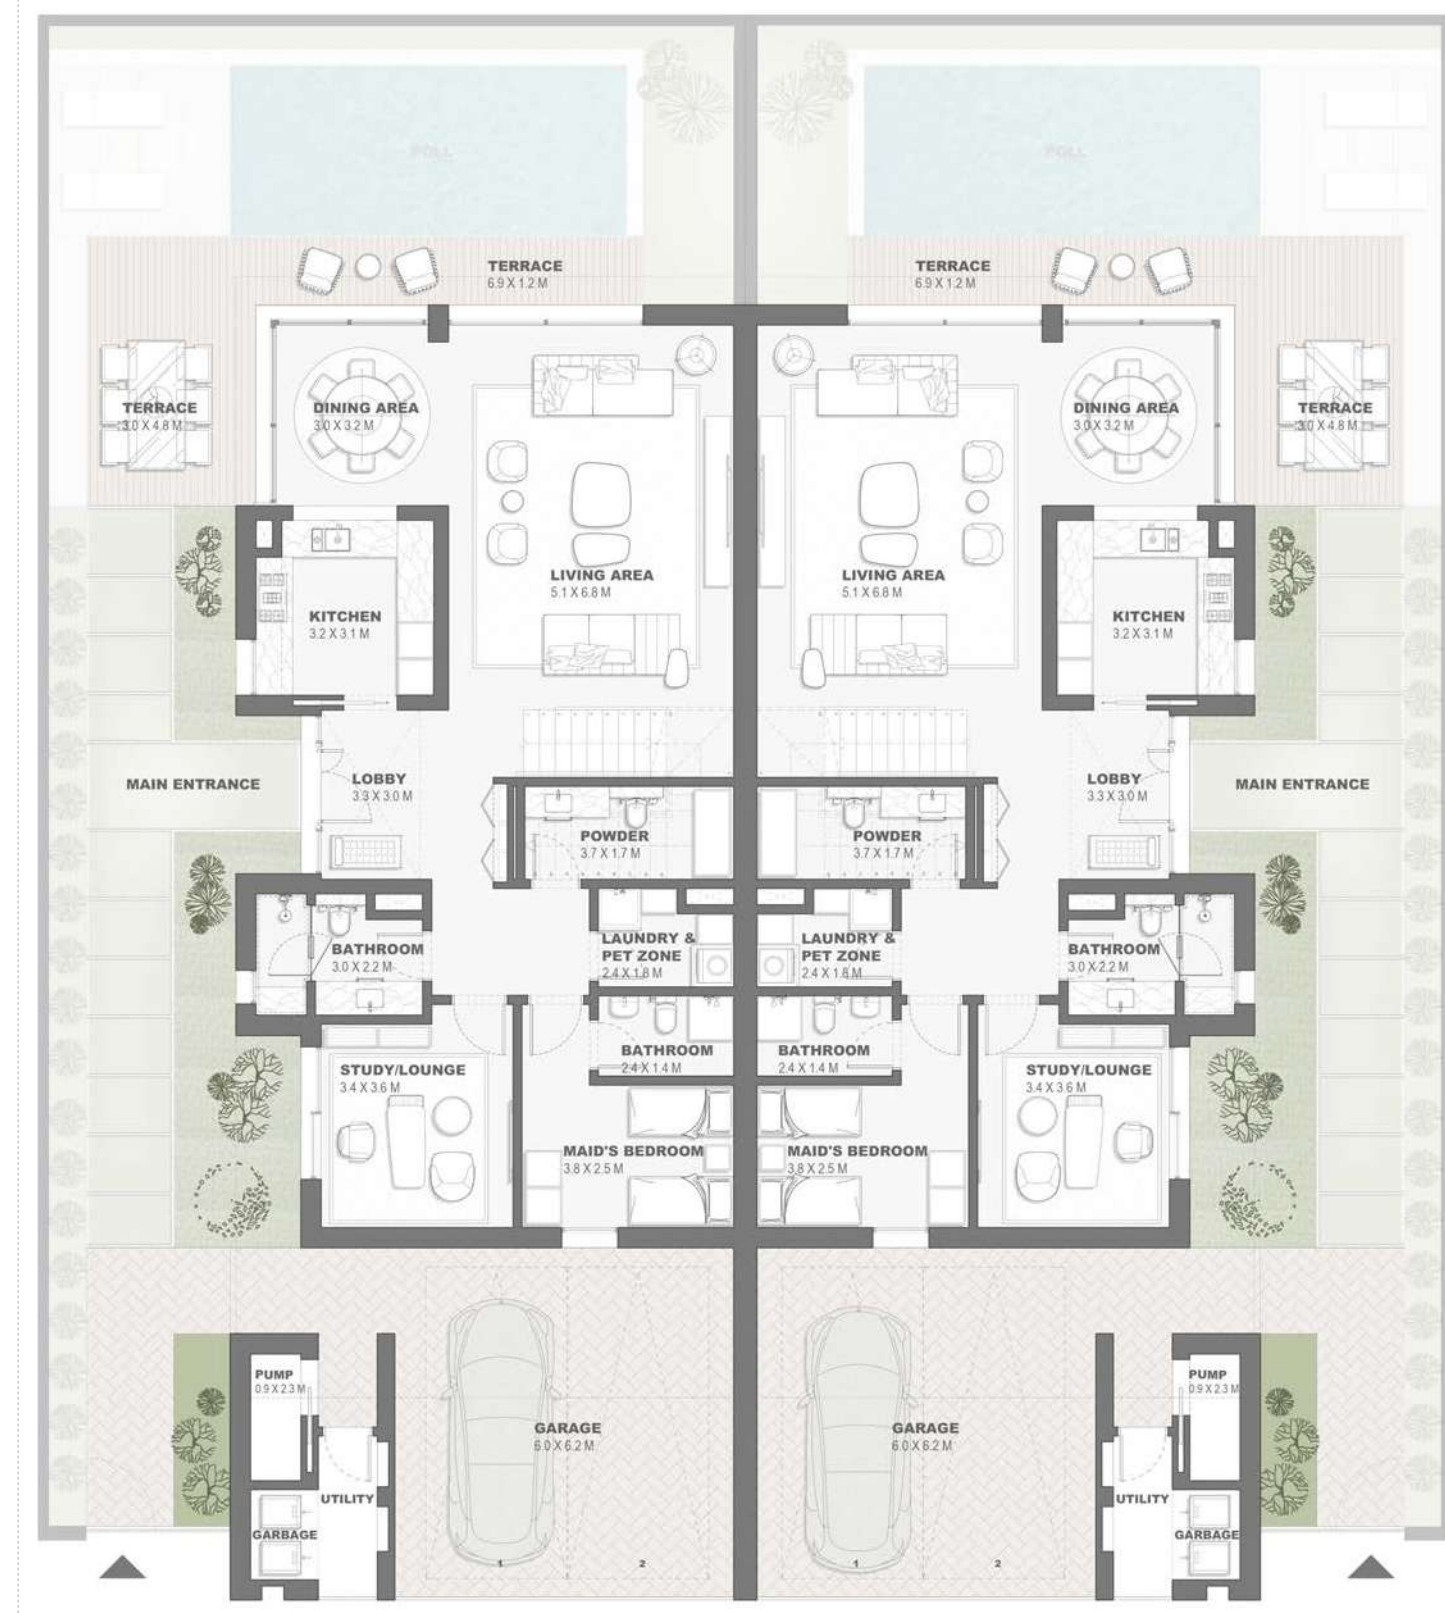 POLL
POLL
TERRACE
6.9 X 1.2 M
TERRACE
6.9 X 1.2 M
TERRACE
3.0 X 4.8 M
DINING AREA
3.0 X 3.2 M
DINING AREA
3.0 X 3.2 M
TERRACE
3.0 X 4.8 M
LIVING AREA
5.1 X 6.8 M
LIVING AREA
5.1 X 6.8 M
KITCHEN
3.2 X 3.1 M
KITCHEN
3.2 X 3.1 M
MAIN ENTRANCE
LOBBY
3.3 X 3.0 M
LOBBY
3.3 X 3.0 M
MAIN ENTRANCE
POWDER
3.7 X 1.7 M
POWDER
3.7 X 1.7 M
BATHROOM
3.0 X 2.2 M
LAUNDRY &
PET ZONE
2.4 X 1.8 M
LAUNDRY &
PET ZONE
2.4 X 1.8 M
BATHROOM
3.0 X 2.2 M
STUDY/LOUNGE
3.4 X 3.6 M
BATHROOM
2.4 X 1.4 M
BATHROOM
2.4 X 1.4 M
STUDY/LOUNGE
3.4 X 3.6 M
MAID'S BEDROOM
3.8 X 2.5 M
MAID'S BEDROOM
3.8 X 2.5 M
PUMP
0.9 X 2.3 M
PUMP
0.9 X 2.3 M
GARAGE
6.0 X 6.2 M
GARAGE
6.0 X 6.2 M
UTILITY
UTILITY
GARBAGE
GARBAGE
1
2
1
2